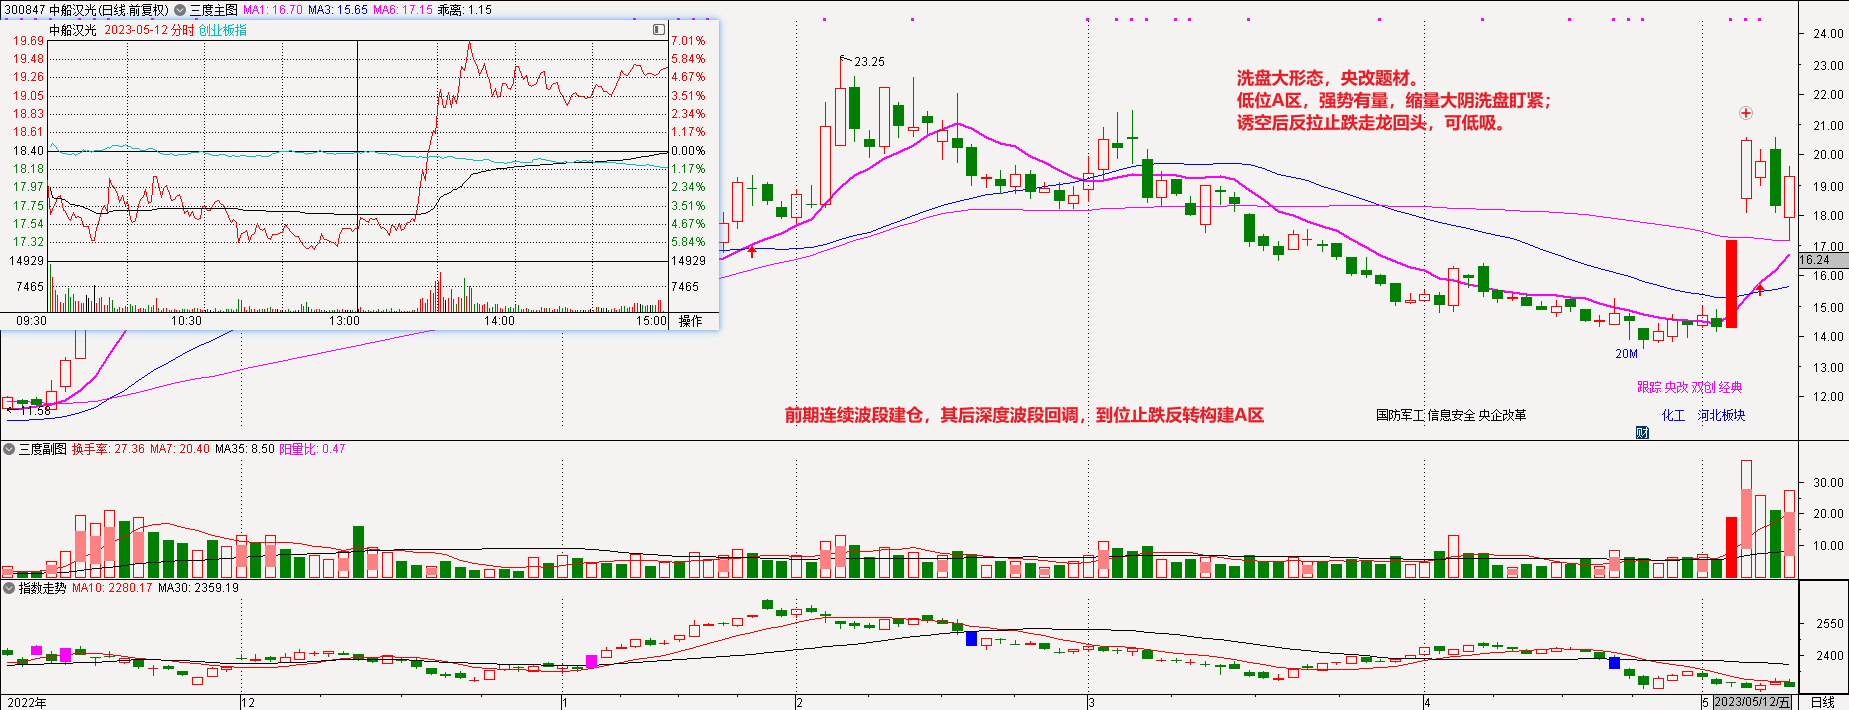 300847 中船汉光(日线.前复权) 三度主图 MA1: 16.70 MA3: 15.65 MA6: 17.15 乖离: 1.15
中船汉光 2023-05-12 分时 创业板指
19.69 7.01%
19.48 5.84%
19.26 4.67%
19.05 3.51%
18.83 2.34%
18.61 1.17%
18.40 0.00%
18.18 1.17%
17.97 2.34%
17.75 3.51%
17.54 4.67%
17.32 5.84%
14929 14929
7465 7465
09:30 10:30 13:00 14:00 15:00 操作
23.25
洗盘大形态，央改题材。
低位A区，强势有量，缩量大阴洗盘盯紧；
诱空后反拉止跌走龙回头，可低吸。
24.00
23.00
22.00
21.00
20.00
19.00
18.00
17.00
16.24
16.00
15.00
14.00
13.00
12.00
20M
11.58
跟踪 央改 双创 经典
前期连续波段建仓，其后深度波段回调，到位止跌反转构建A区
国防军工 信息安全 央企改革
化工 河北板块
财
三度副图 换手率: 27.36 MA7: 20.40 MA35: 8.50 阳量比: 0.47
30.00
20.00
10.00
指数走势 MA10: 2280.17 MA30: 2359.19
2550
2400
2022年 12 1 2 3 4 5 2023/05/12/五 日线